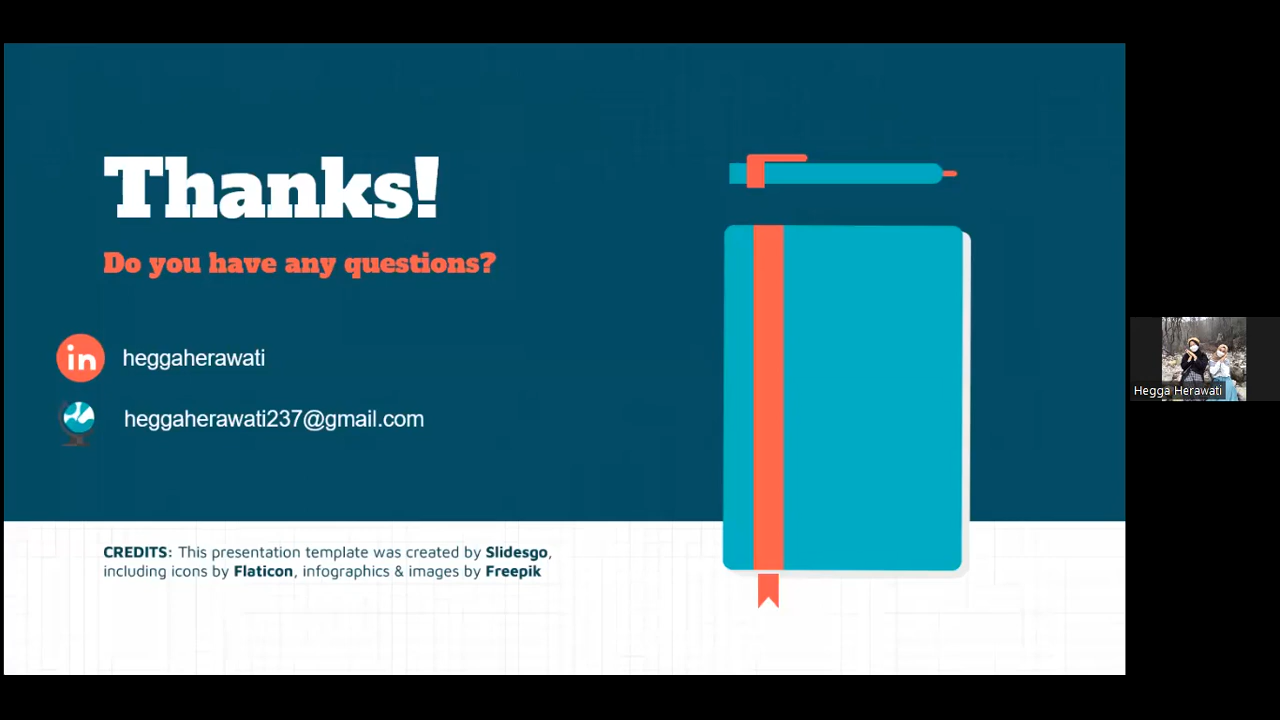 Thanks!
Do you have any questions?
in heggaherawati
heggaherawati237@gmail.com
CREDITS: This presentation template was created by Slidesgo,
including icons by Flaticon, infographics & images by Freepik
Hegga Herawati